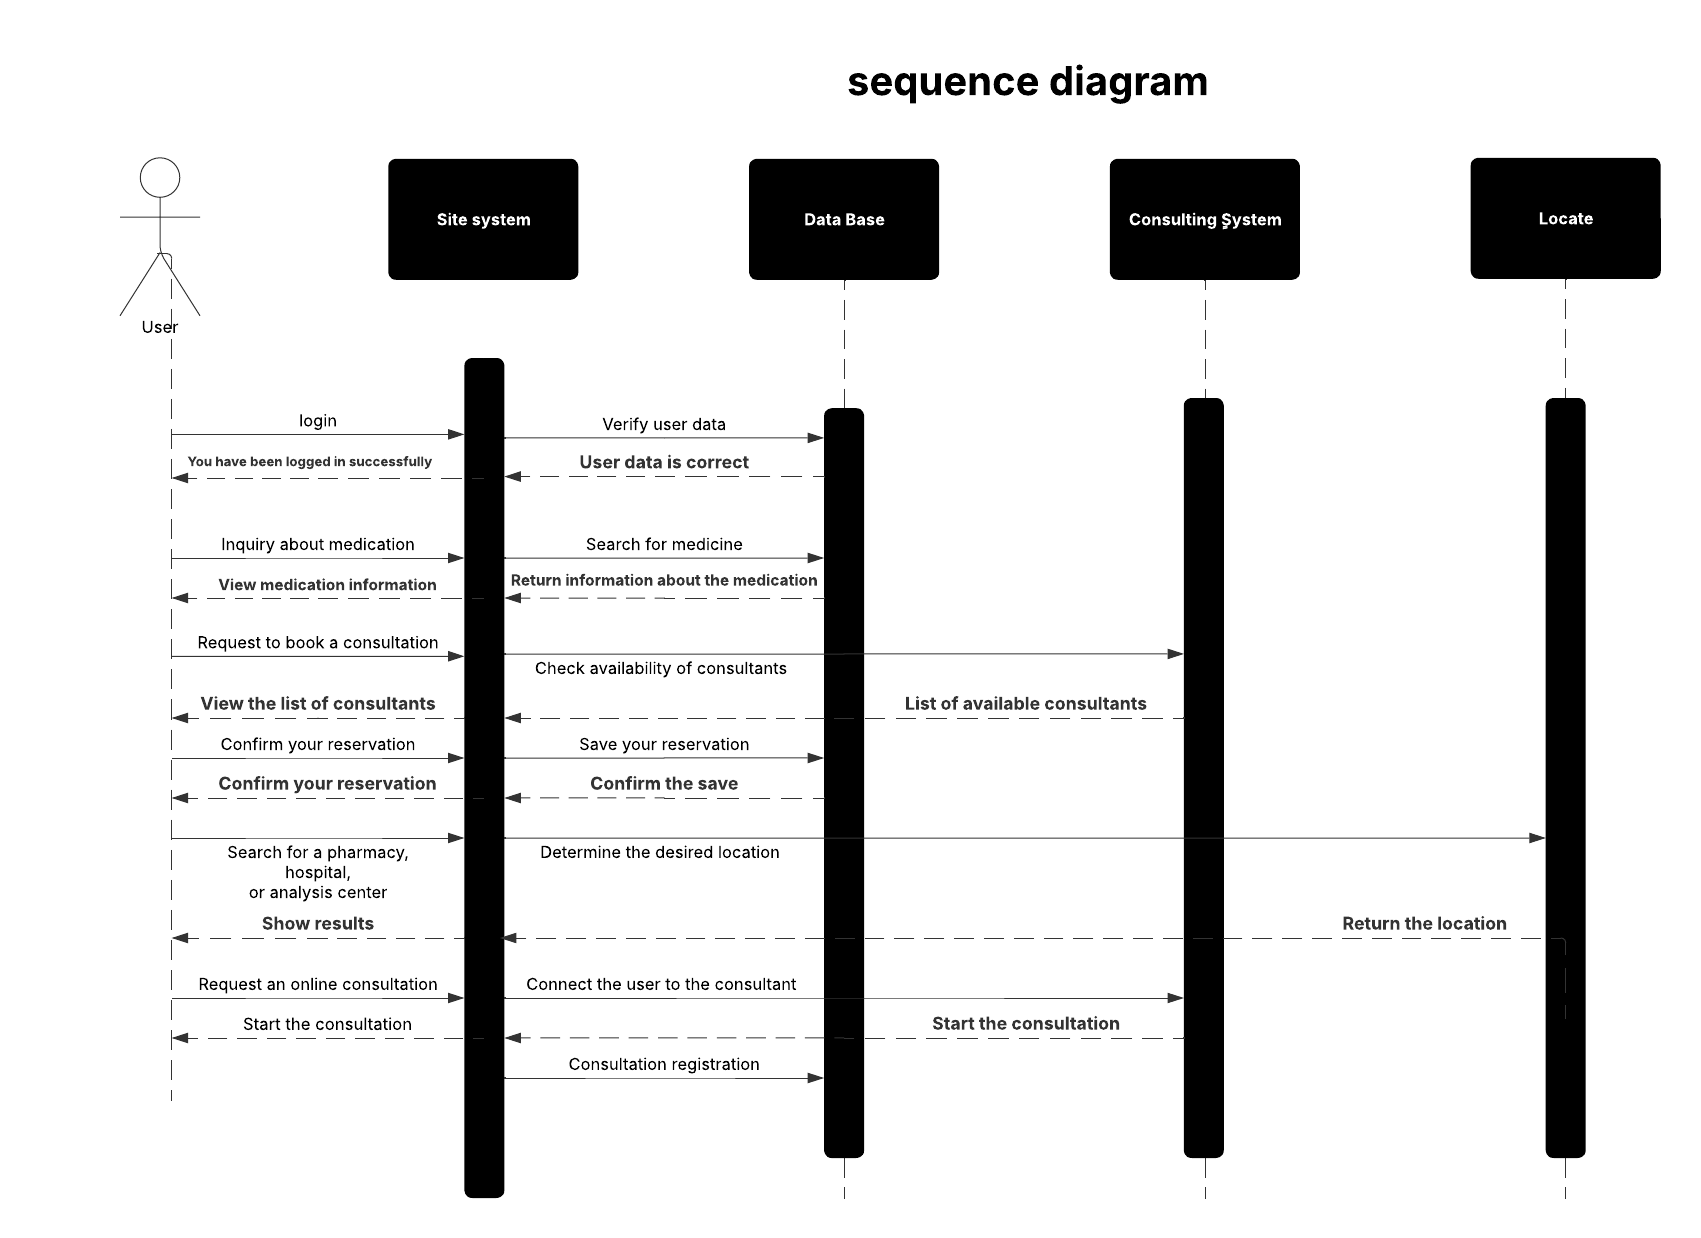 sequence diagram
Site system
Data Base
Consulting System
Locate
User
login
Verify user data
You have been logged in successfully
User data is correct
Inquiry about medication
Search for medicine
View medication information
Return information about the medication
Request to book a consultation
Check availability of consultants
View the list of consultants
List of available consultants
Confirm your reservation
Save your reservation
Confirm your reservation
Confirm the save
Search for a pharmacy,
hospital,
or analysis center
Determine the desired location
Show results
Return the location
Request an online consultation
Connect the user to the consultant
Start the consultation
Start the consultation
Consultation registration